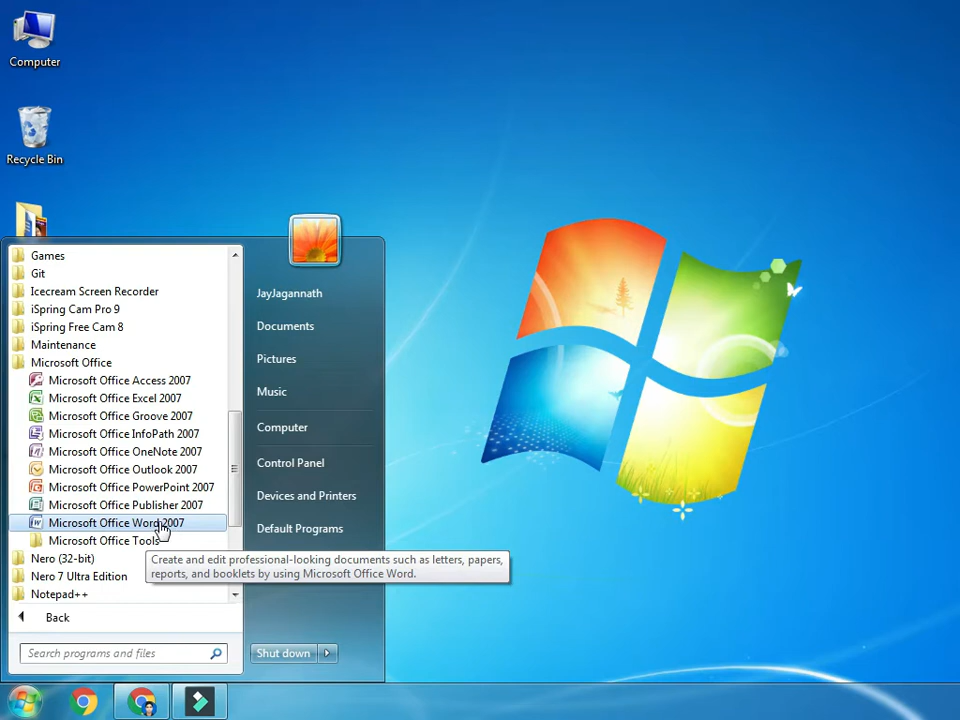 Computer
Recycle Bin
Games
Git
Icecream Screen Recorder
iSpring Cam Pro 9
iSpring Free Cam 8
Maintenance
Microsoft Office
Microsoft Office Access 2007
Microsoft Office Excel 2007
Microsoft Office Groove 2007
Microsoft Office InfoPath 2007
Microsoft Office OneNote 2007
Microsoft Office Outlook 2007
Microsoft Office PowerPoint 2007
Microsoft Office Publisher 2007
Microsoft Office Word 2007
Microsoft Office Tools
Nero (32-bit)
Nero 7 Ultra Edition
Notepad++
Back
Search programs and files
JayJagannath
Documents
Pictures
Music
Computer
Control Panel
Devices and Printers
Default Programs
Create and edit professional-looking documents such as letters, papers,
reports, and booklets by using Microsoft Office Word.
Shut down